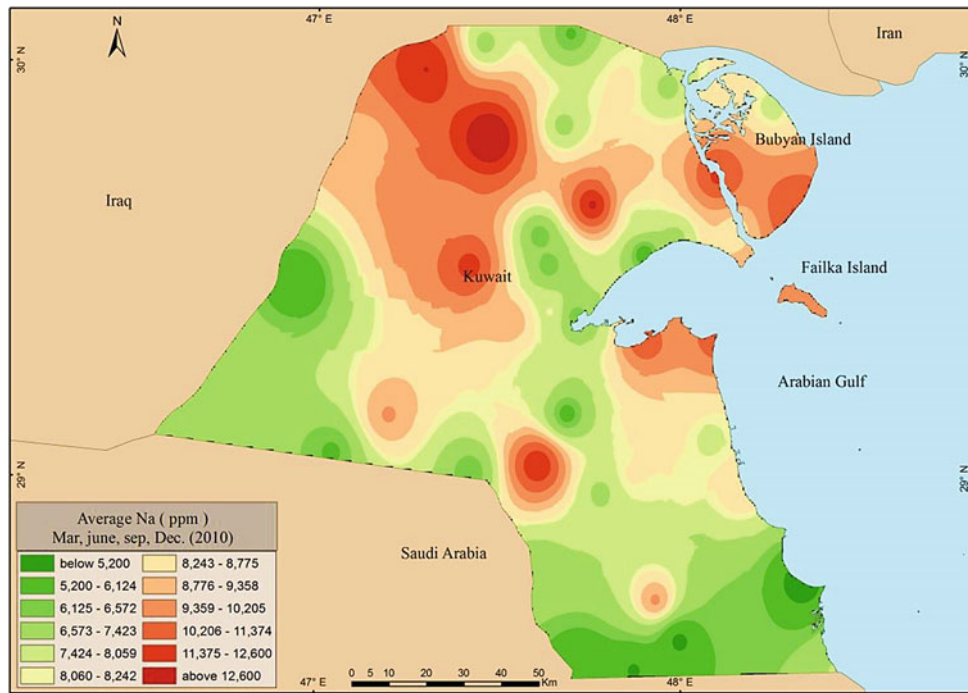 47° E
48° E
N
30° N
Iran
30° N
Bubyan Island
Iraq
Failka Island
Kuwait
Arabian Gulf
29° N
29° N
Saudi Arabia
Average Na ( ppm )
Mar, june, sep, Dec. (2010)
below 5,200
5,200 - 6,124
6,125 - 6,572
6,573 - 7,423
7,424 - 8,059
8,060 - 8,242
8,243 - 8,775
8,776 - 9,358
9,359 - 10,205
10,206 - 11,374
11,375 - 12,600
above 12,600
0 10 20 30 40 50
Km
47° E
48° E